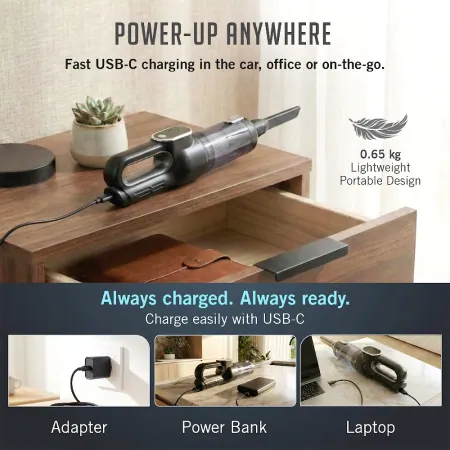 POWER-UP ANYWHERE
Fast USB-C charging in the car, office or on-the-go.
0.65 kg
Lightweight
Portable Design
Always charged. Always ready.
Charge easily with USB-C
Adapter
Power Bank
Laptop